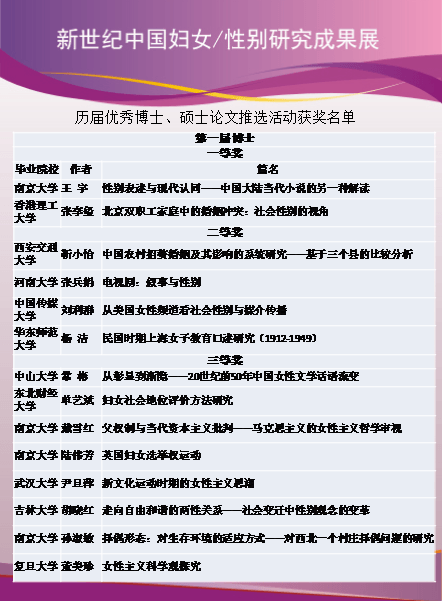 新世纪中国妇女/性别研究成果展
历届优秀博士、硕士论文推选活动获奖名单
第一届博士
一等奖
毕业院校 作者 篇名
南京大学 王 宇 性别表述与现代认同——中国大陆当代小说的另一种解读
香港理工大学 张李玺 北京双职工家庭中的婚姻冲突：社会性别的视角
二等奖
西安交通大学 靳小怡 中国农村招赘婚姻及其影响的系统研究——基于三个县的比较分析
河南大学 张兵娟 电视剧：叙事与性别
中国传媒大学 刘利群 从美国女性频道看社会性别与媒介传播
华东师范大学 杨 洁 民国时期上海女子教育口述研究（1912-1949）
三等奖
中山大学 常 彬 从彰显到渐隐——20世纪前50年中国女性文学话语流变
东北财经大学 单艺斌 妇女社会地位评价方法研究
南京大学 戴雪红 父权制与当代资本主义批判——马克思主义的女性主义哲学审视
南京大学 陆伟芳 英国妇女选举权运动
武汉大学 尹旦萍 新文化运动时期的女性主义思潮
吉林大学 胡晓红 走向自由和谐的两性关系——社会变迁中性别观念的变革
南京大学 孙淑敏 择偶形态：对生存环境的适应方式——对西北一个村庄择偶问题的研究
复旦大学 董美珍 女性主义科学观探究